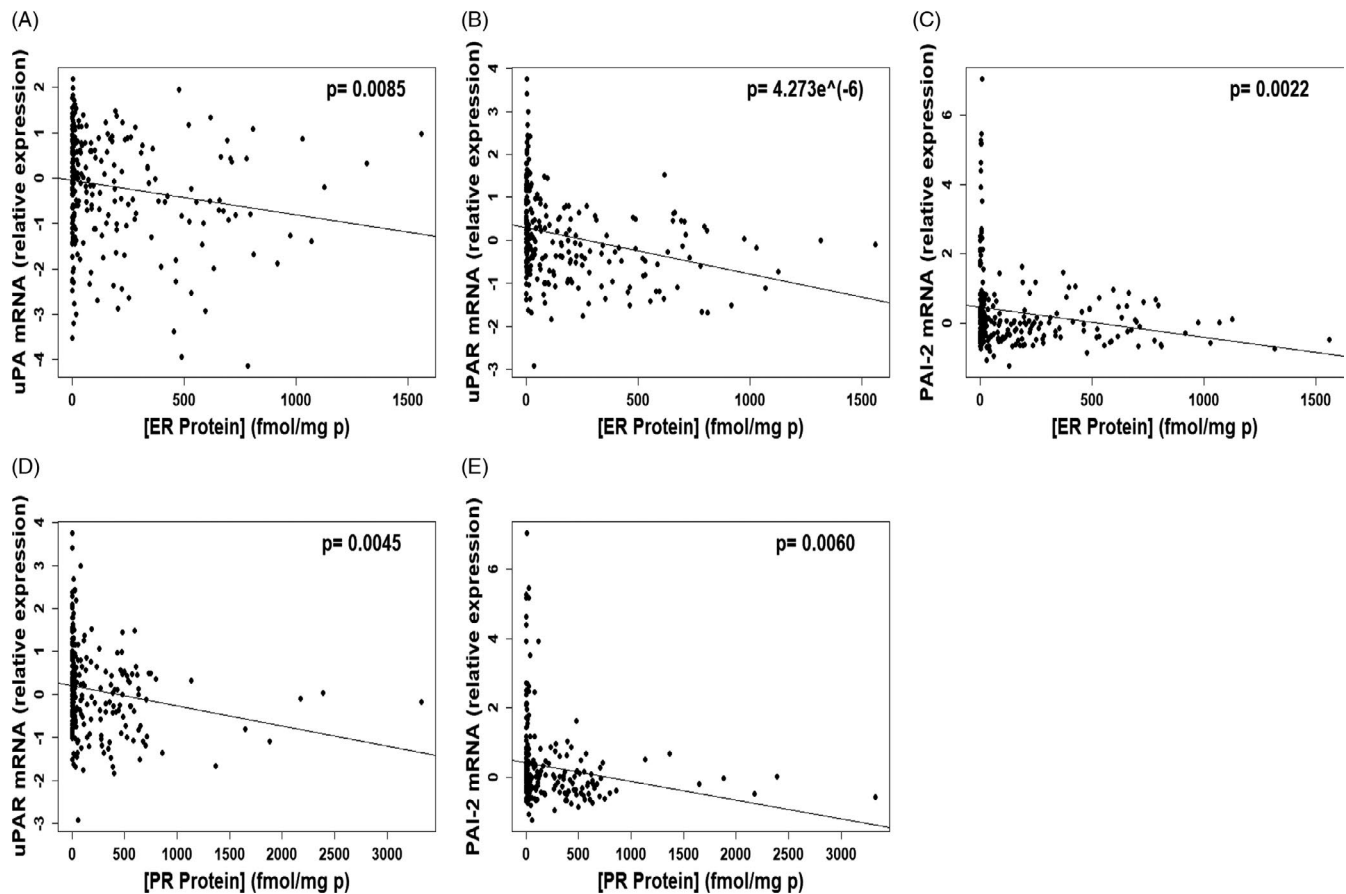 (A)
uPA mRNA (relative expression)
2
1
0
-1
-2
-3
-4
p= 0.0085
0 500 1000 1500
[ER Protein] (fmol/mg p)
(B)
uPAR mRNA (relative expression)
4
3
2
1
0
-1
-2
-3
p= 4.273e^(-6)
0 500 1000 1500
[ER Protein] (fmol/mg p)
(C)
PAI-2 mRNA (relative expression)
6
4
2
0
p= 0.0022
0 500 1000 1500
[ER Protein] (fmol/mg p)
(D)
uPAR mRNA (relative expression)
4
3
2
1
0
-1
-2
-3
p= 0.0045
0 500 1000 1500 2000 2500 3000
[PR Protein] (fmol/mg p)
(E)
PAI-2 mRNA (relative expression)
6
4
2
0
p= 0.0060
0 500 1000 1500 2000 2500 3000
[PR Protein] (fmol/mg p)